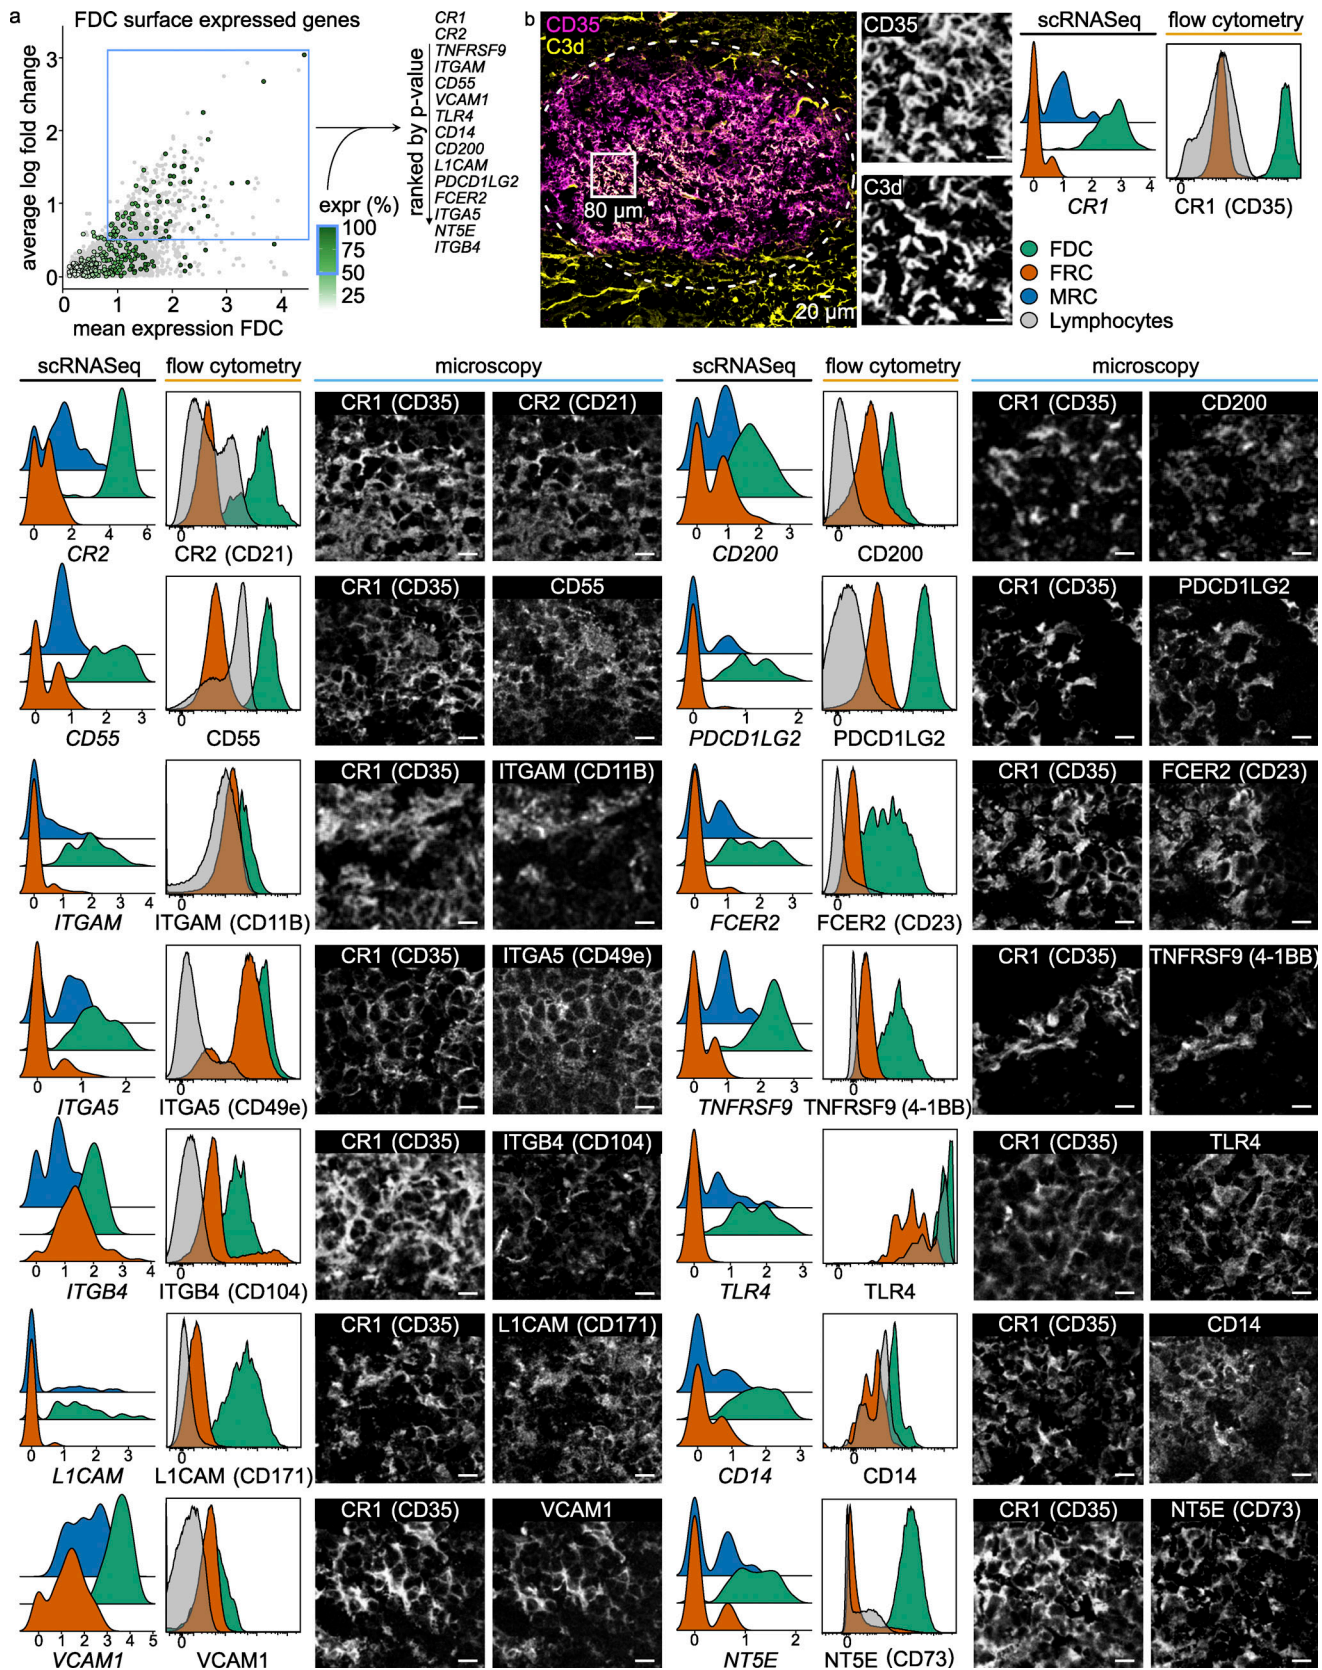 a
FDC surface expressed genes
average log fold change
3
2
1
0
0 1 2 3 4
mean expression FDC
expr (%)
100
75
50
25
ranked by p-value
CR1
CR2
TNFRSF9
ITGAM
CD55
VCAM1
TLR4
CD14
CD200
L1CAM
PDCD1LG2
FCER2
ITGA5
NT5E
ITGB4
b
CD35
C3d
80 µm
20 µm
CD35
C3d
scRNASeq flow cytometry
0 1 2 3 4 0
CR1 CR1 (CD35)
FDC
FRC
MRC
Lymphocytes
scRNASeq flow cytometry microscopy
CR1 (CD35) CR2 (CD21)
0 2 4 6 0
CR2 CR2 (CD21)
CR1 (CD35) CD55
0 1 2 3 0
CD55 CD55
CR1 (CD35) ITGAM (CD11B)
0 1 2 3 4 0
ITGAM ITGAM (CD11B)
CR1 (CD35) ITGA5 (CD49e)
0 1 2 0
ITGA5 ITGA5 (CD49e)
CR1 (CD35) ITGB4 (CD104)
0 1 2 3 4 0
ITGB4 ITGB4 (CD104)
CR1 (CD35) L1CAM (CD171)
0 1 2 3 0
L1CAM L1CAM (CD171)
CR1 (CD35) VCAM1
0 1 2 3 4 5 0
VCAM1 VCAM1
scRNASeq flow cytometry microscopy
CR1 (CD35) CD200
0 1 2 3 0
CD200 CD200
CR1 (CD35) PDCD1LG2
0 1 2 0
PDCD1LG2 PDCD1LG2
CR1 (CD35) FCER2 (CD23)
0 1 2 3 0
FCER2 FCER2 (CD23)
CR1 (CD35) TNFRSF9 (4-1BB)
0 1 2 3 0
TNFRSF9 TNFRSF9 (4-1BB)
CR1 (CD35) TLR4
0 1 2 3 0
TLR4 TLR4
CR1 (CD35) CD14
0 1 2 3 0
CD14 CD14
CR1 (CD35) NT5E (CD73)
0 1 2 0
NT5E NT5E (CD73)